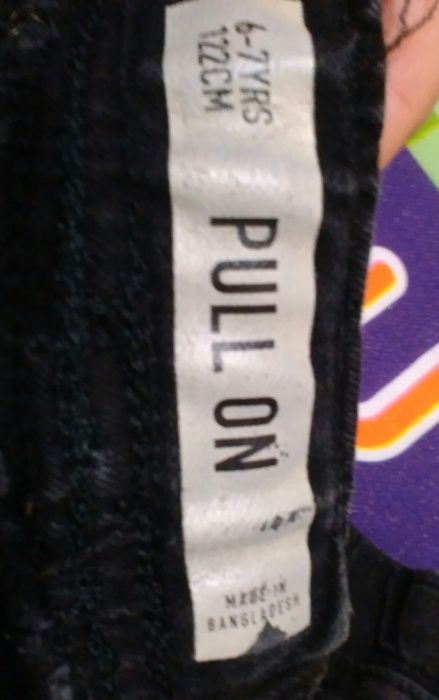 6-7YRS
122CM
PULL ON
MADE IN
BANGLADESH